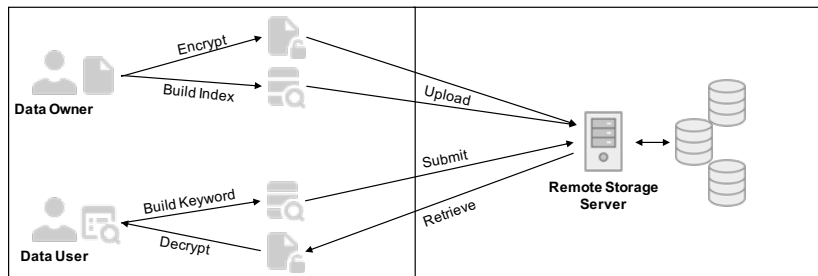 Encrypt
Build Index
Data Owner
Upload
Remote Storage
Server
Submit
Retrieve
Build Keyword
Decrypt
Data User